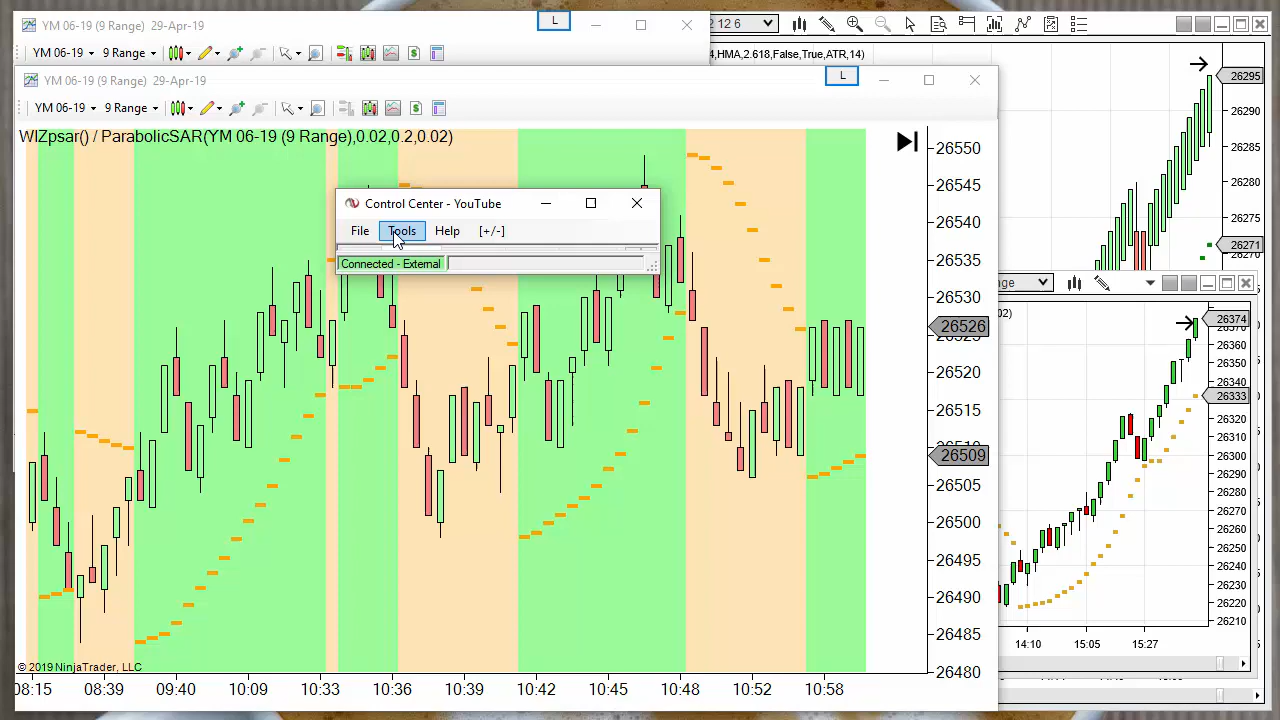 YM 06-19 (9 Range) 29-Apr-19
L
2 12 6
YM 06-19
9 Range
4,HMA,2.618,False,True,ATR,14)
YM 06-19 (9 Range) 29-Apr-19
L
YM 06-19
9 Range
WIZpsar() / ParabolicSAR(YM 06-19 (9 Range),0.02,0.2,0.02)
Control Center - YouTube
File Tools Help [+/-]
Connected - External
26550
26545
26540
26535
26530
26526
26520
26515
26509
26505
26500
26495
26490
26485
26480
© 2019 NinjaTrader, LLC
08:15 08:39 09:40 10:09 10:33 10:36 10:39 10:42 10:45 10:48 10:52 10:58
26295
26290
26285
26280
26275
26271
26270
nge
02)
26374
26360
26350
26340
26333
26320
26310
26300
26290
26280
26270
26260
26250
26240
26230
26220
26210
14:10 15:05 15:27